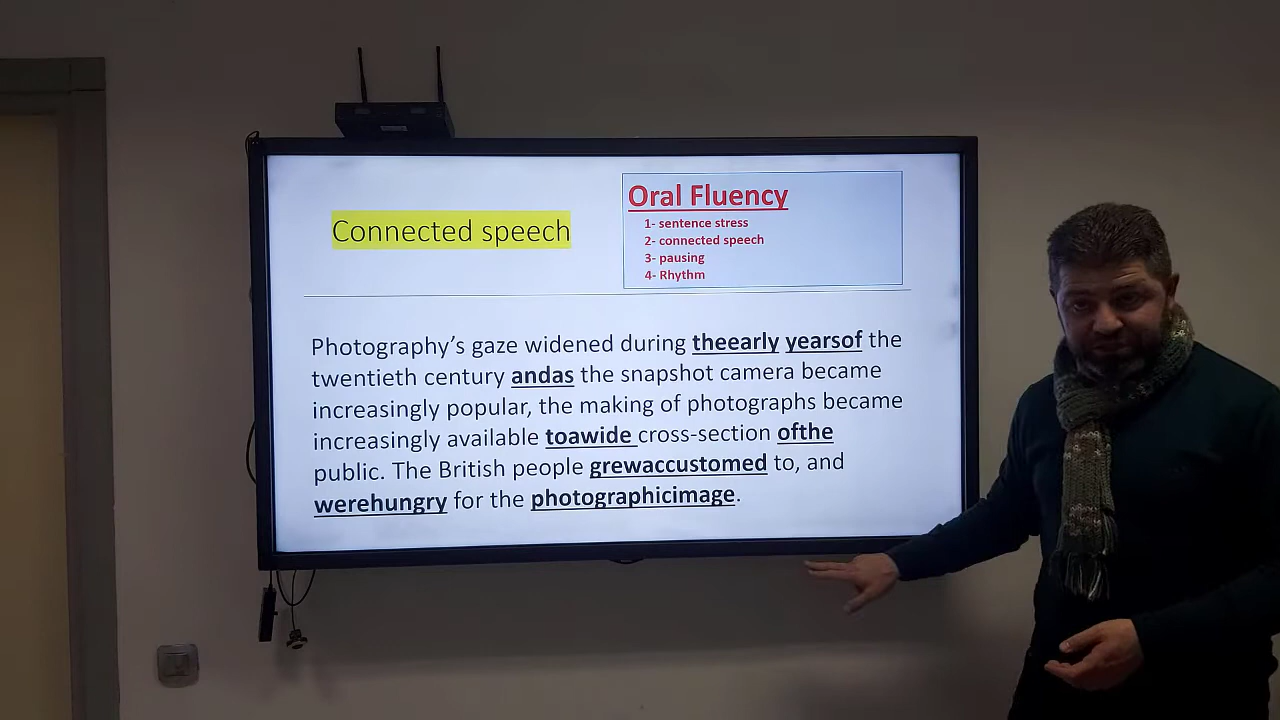 Connected speech
Oral Fluency
1- sentence stress
2- connected speech
3- pausing
4- Rhythm
Photography's gaze widened during theearly yearsof the
twentieth century andas the snapshot camera became
increasingly popular, the making of photographs became
increasingly available toawide cross-section ofthe
public. The British people grewaccustomed to, and
werehungry for the photographicimage.